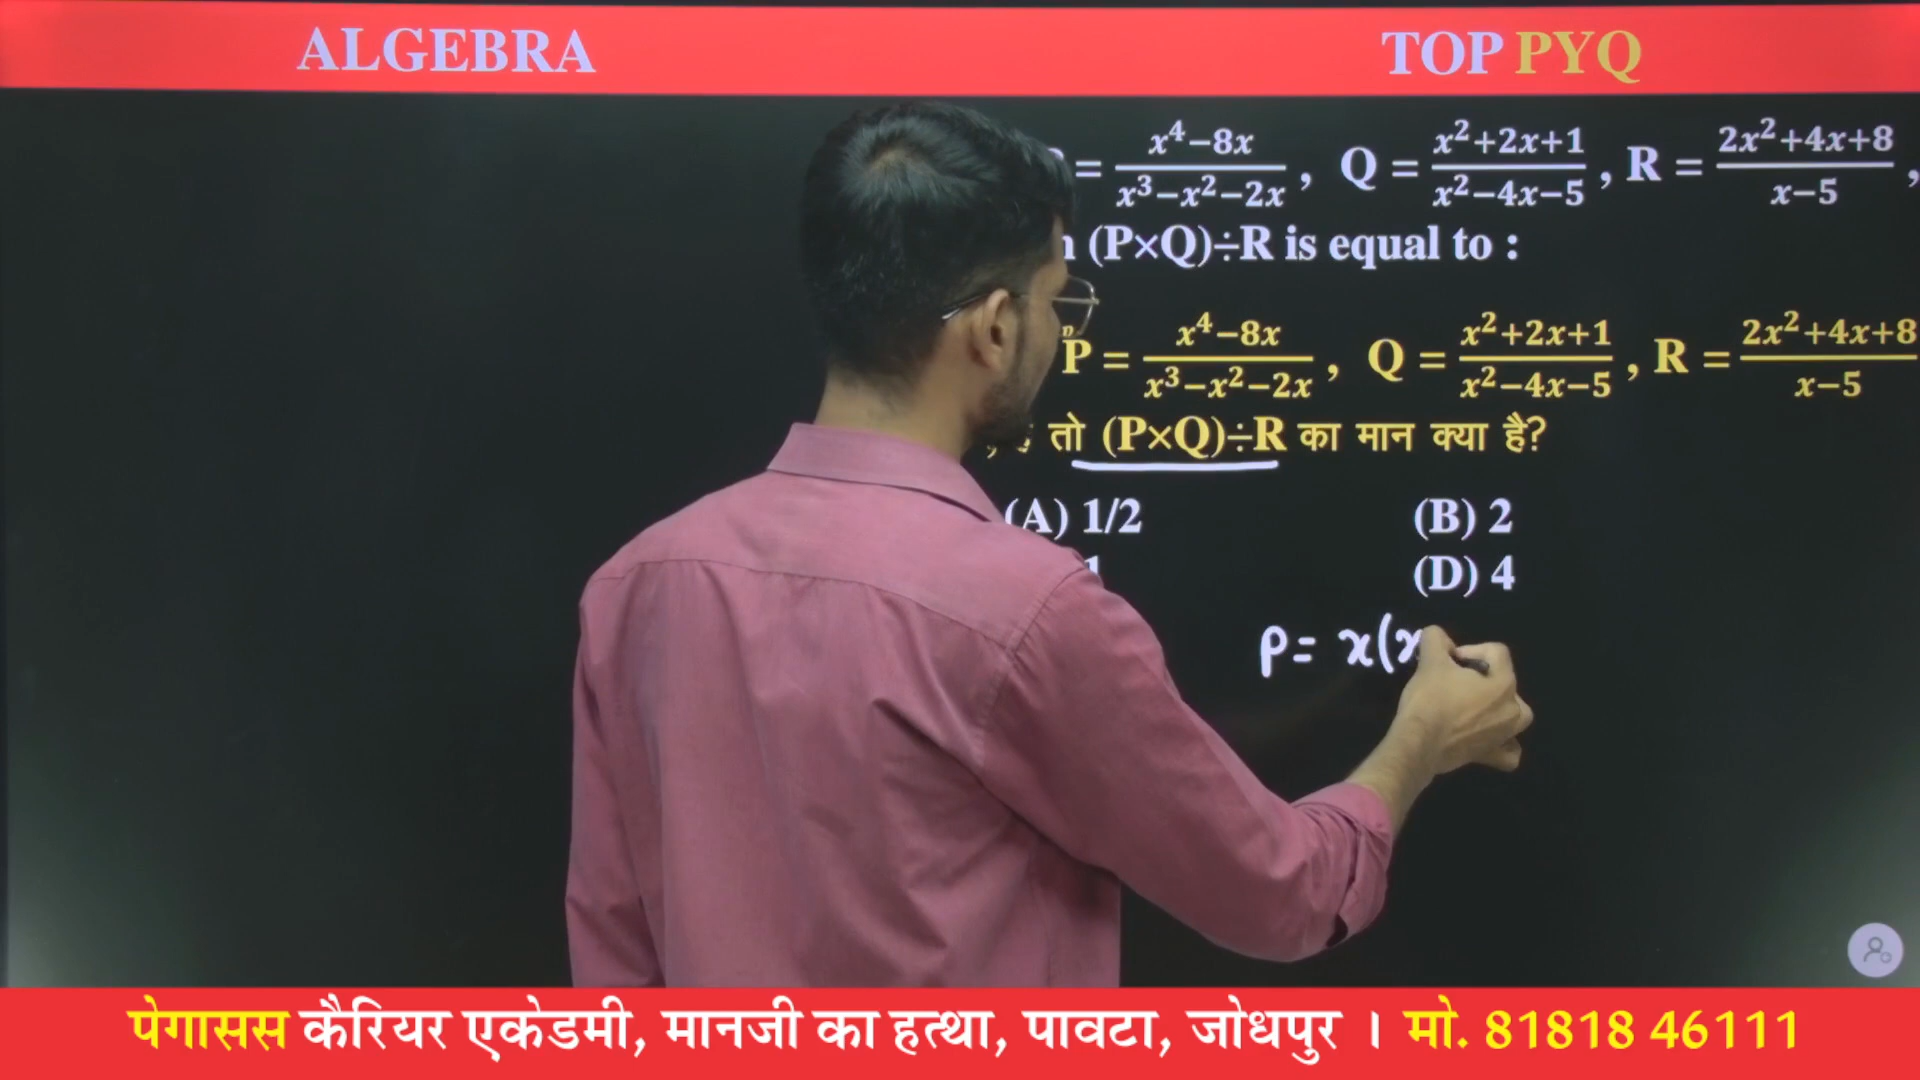 ALGEBRA
TOP PYQ
= x⁴−8x / x³−x²−2x , Q = x²+2x+1 / x²−4x−5 , R = 2x²+4x+8 / x−5 ,
(P×Q)÷R is equal to :
P = x⁴−8x / x³−x²−2x , Q = x²+2x+1 / x²−4x−5 , R = 2x²+4x+8 / x−5
तो (P×Q)÷R का मान क्या है?
(A) 1/2 (B) 2
1 (D) 4
P= x(x
पेगासस कैरियर एकेडमी, मानजी का हत्था, पावटा, जोधपुर । मो. 81818 46111